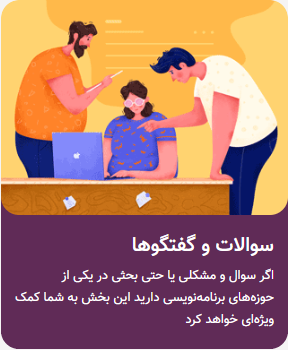 سوالات و گفتگوها
اگر سوال و مشکلی یا حتی بحثی در یکی از
حوزه‌های برنامه‌نویسی دارید این بخش به شما کمک
ویژه‌ای خواهد کرد